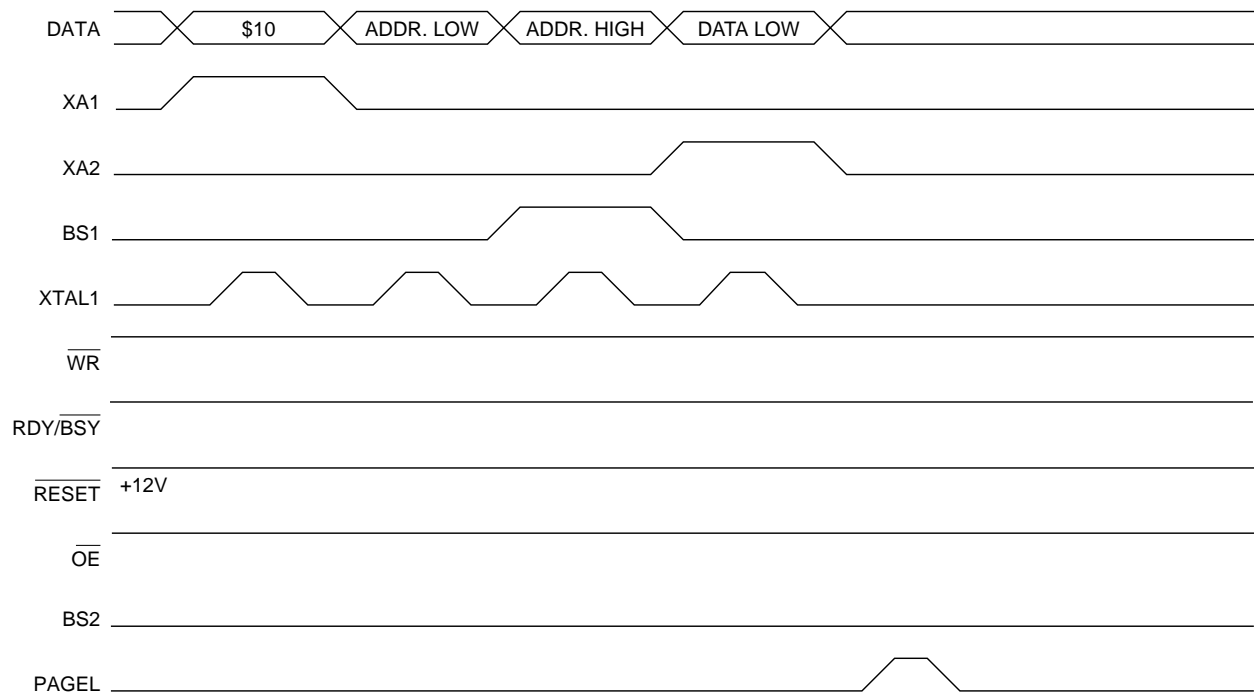 DATA $10 ADDR. LOW ADDR. HIGH DATA LOW
XA1
XA2
BS1
XTAL1
WR
RDY/BSY
RESET +12V
OE
BS2
PAGEL